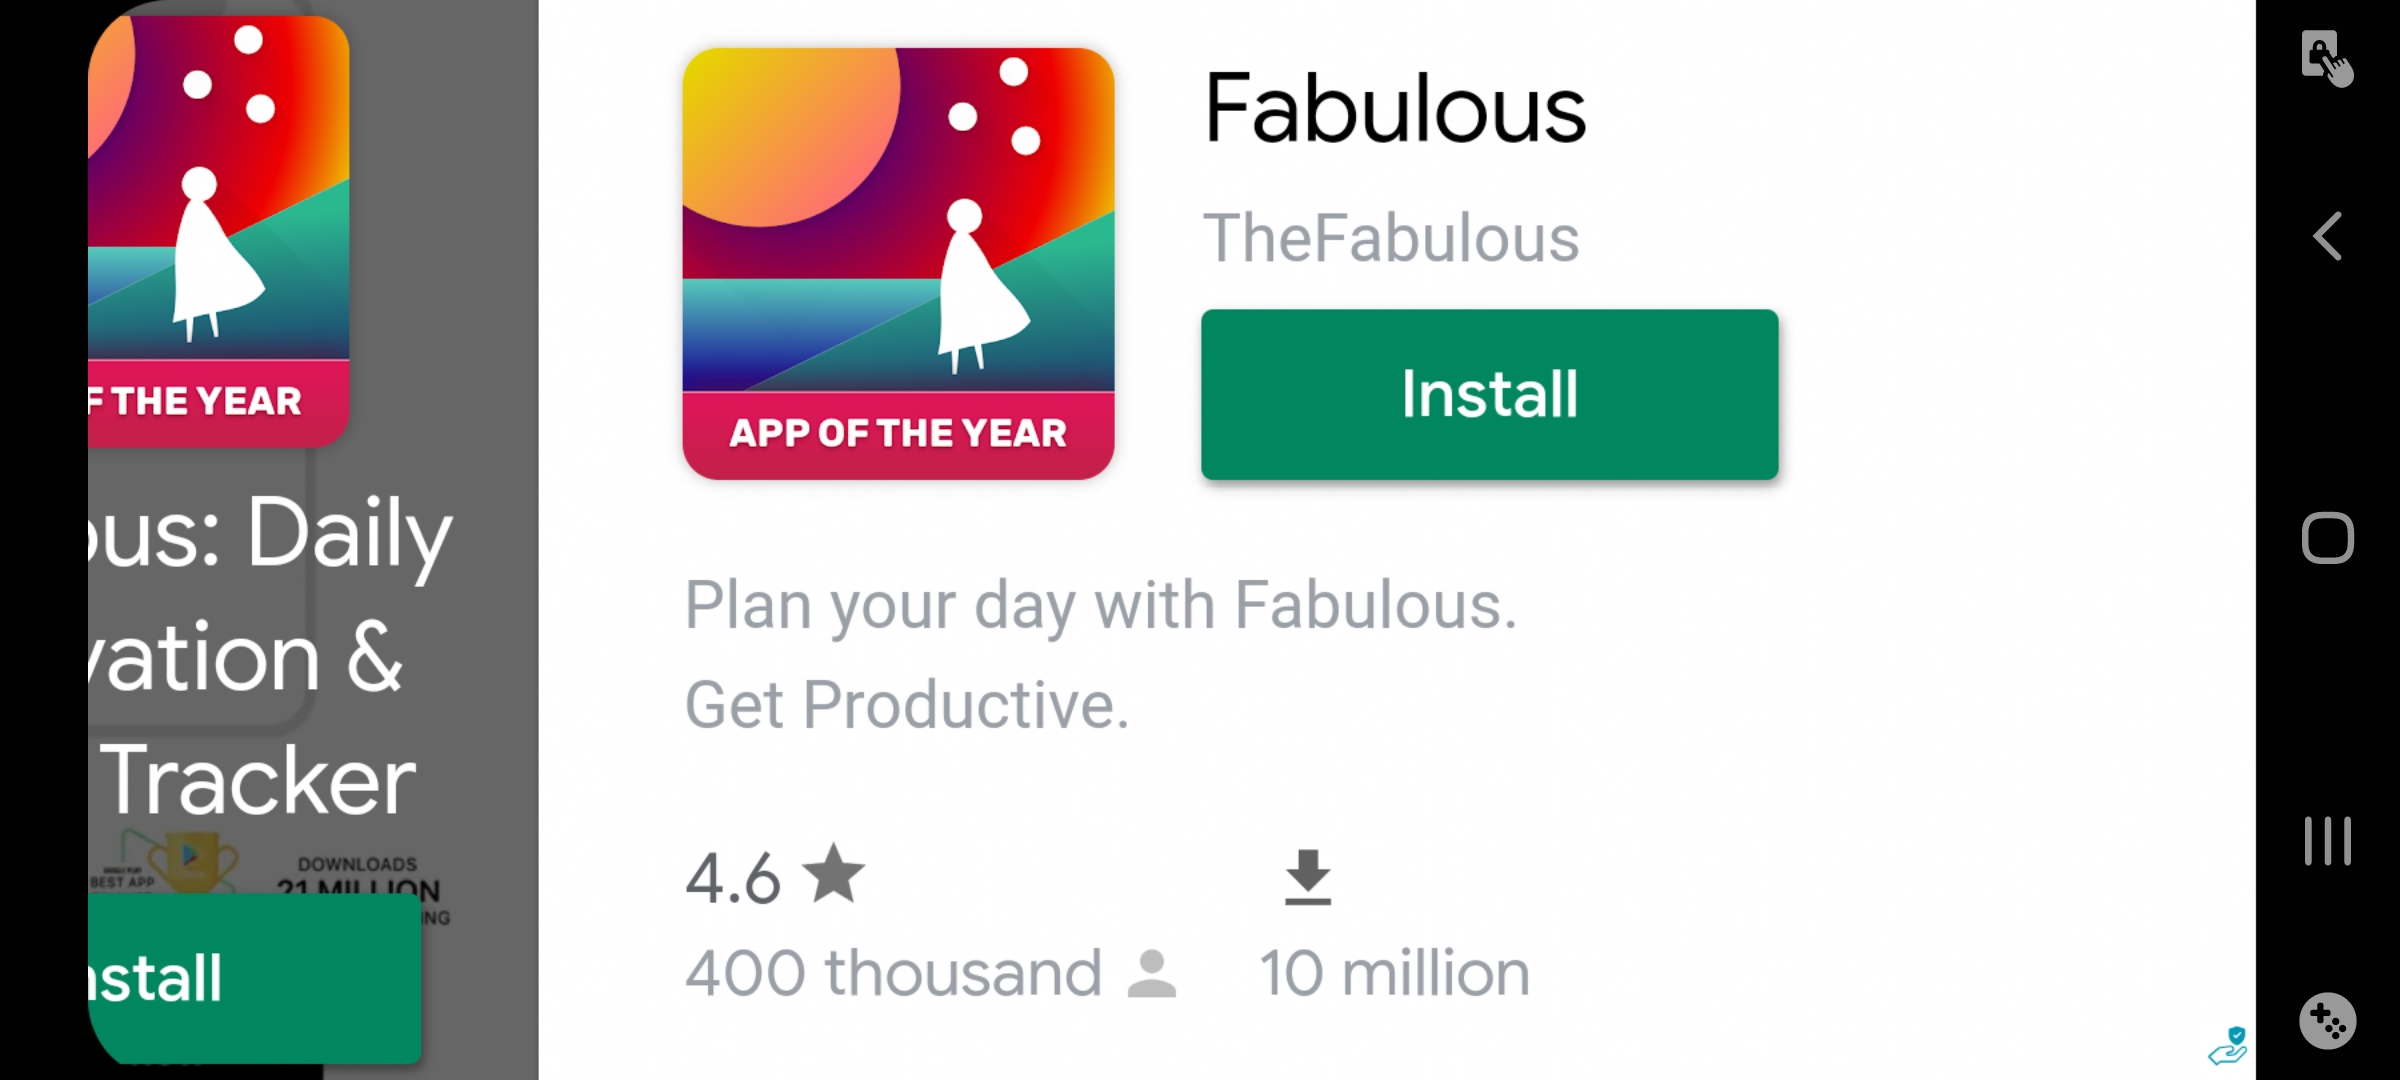 F THE YEAR
ous: Daily
vation &
Tracker
BEST APP
DOWNLOADS
21 MILLION
ING
nstall
Fabulous
TheFabulous
Install
APP OF THE YEAR
Plan your day with Fabulous.
Get Productive.
4.6
400 thousand
10 million